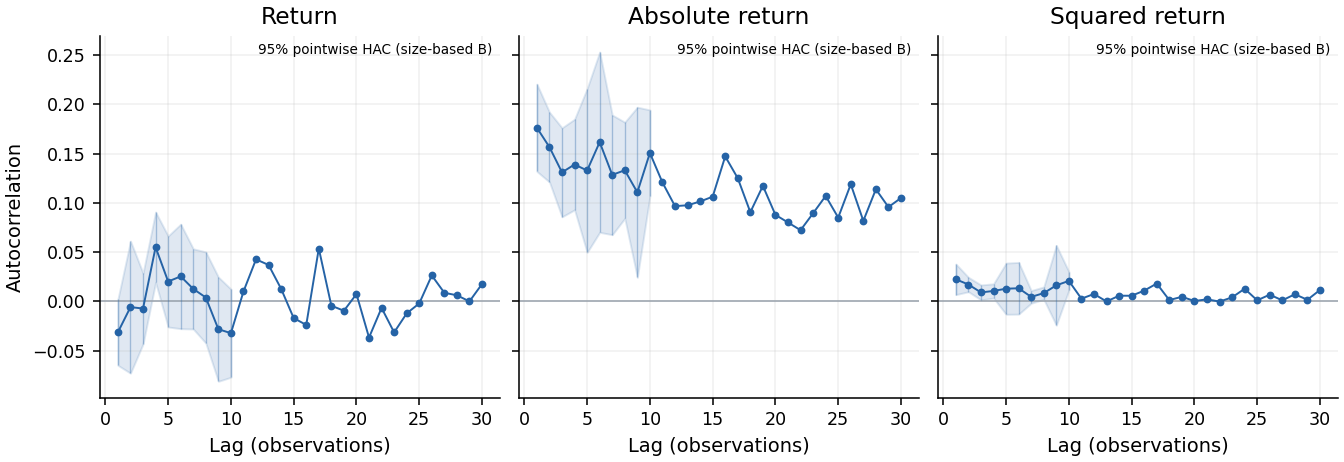 Return
Absolute return
Squared return
95% pointwise HAC (size-based B)
95% pointwise HAC (size-based B)
95% pointwise HAC (size-based B)
Autocorrelation
0.25
0.20
0.15
0.10
0.05
0.00
−0.05
0 5 10 15 20 25 30
0 5 10 15 20 25 30
0 5 10 15 20 25 30
Lag (observations)
Lag (observations)
Lag (observations)